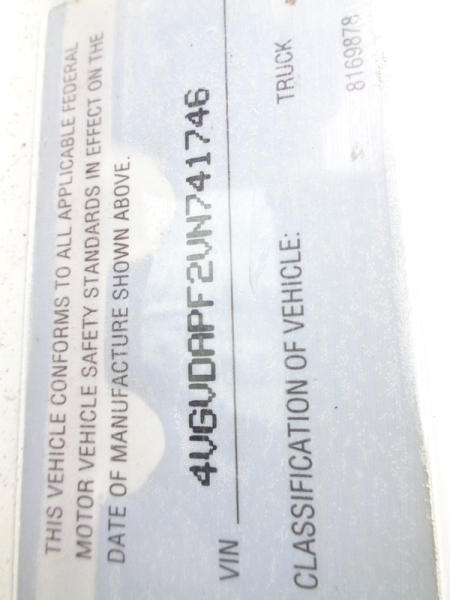 THIS VEHICLE CONFORMS TO ALL APPLICABLE FEDERAL
MOTOR VEHICLE SAFETY STANDARDS IN EFFECT ON THE
DATE OF MANUFACTURE SHOWN ABOVE.
VIN 4VGVDAPF2VN741746
CLASSIFICATION OF VEHICLE: TRUCK
8169878